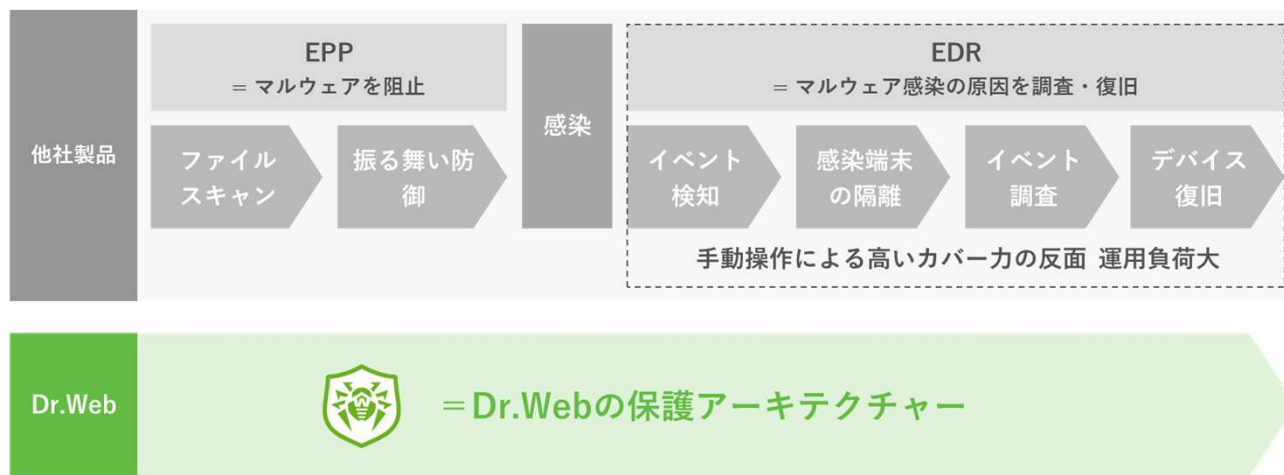 他社製品
EPP
= マルウェアを阻止
ファイル
スキャン
振る舞い防
御
感染
EDR
= マルウェア感染の原因を調査・復旧
イベント
検知
感染端末
の隔離
イベント
調査
デバイス
復旧
手動操作による高いカバー力の反面 運用負荷大
Dr.Web
＝Dr.Webの保護アーキテクチャー